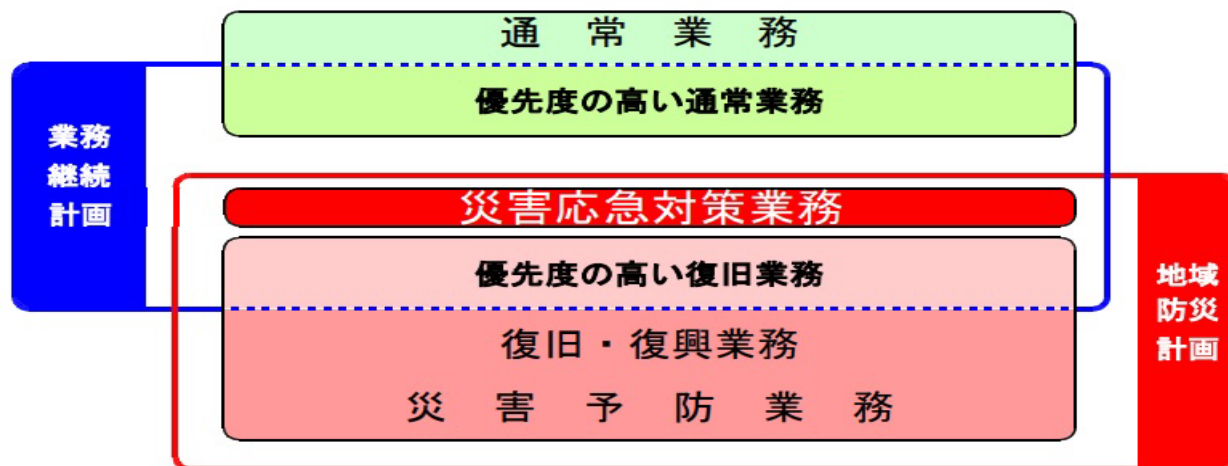 通常業務
優先度の高い通常業務
業務
継続
計画
災害応急対策業務
優先度の高い復旧業務
復旧・復興業務
災害予防業務
地域
防災
計画